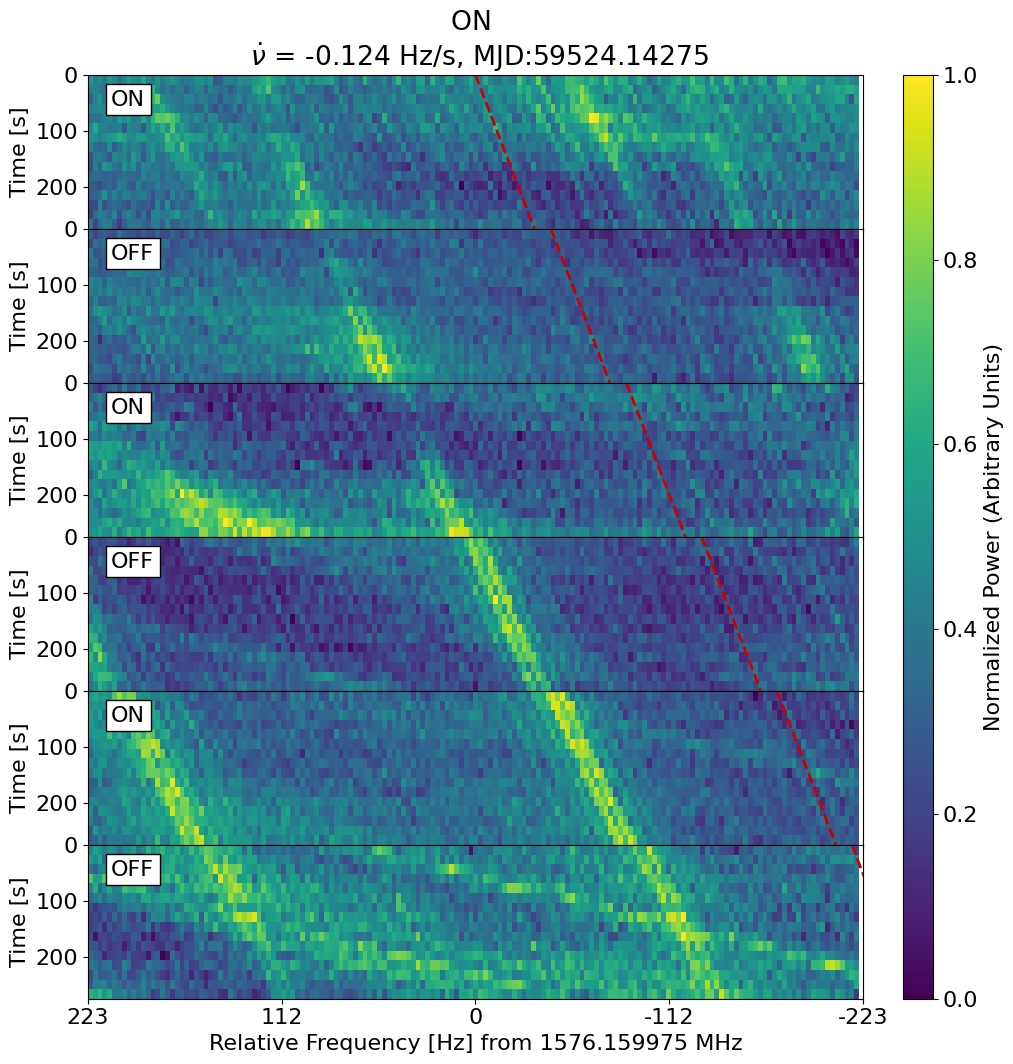 ON
ν̇ = -0.124 Hz/s, MJD:59524.14275
0
ON
100
200
Time [s]
0
OFF
100
200
Time [s]
0
ON
100
200
Time [s]
0
OFF
100
200
Time [s]
0
ON
100
200
Time [s]
0
OFF
100
200
Time [s]
223 112 0 -112 -223
Relative Frequency [Hz] from 1576.159975 MHz
1.0
0.8
0.6
0.4
0.2
0.0
Normalized Power (Arbitrary Units)